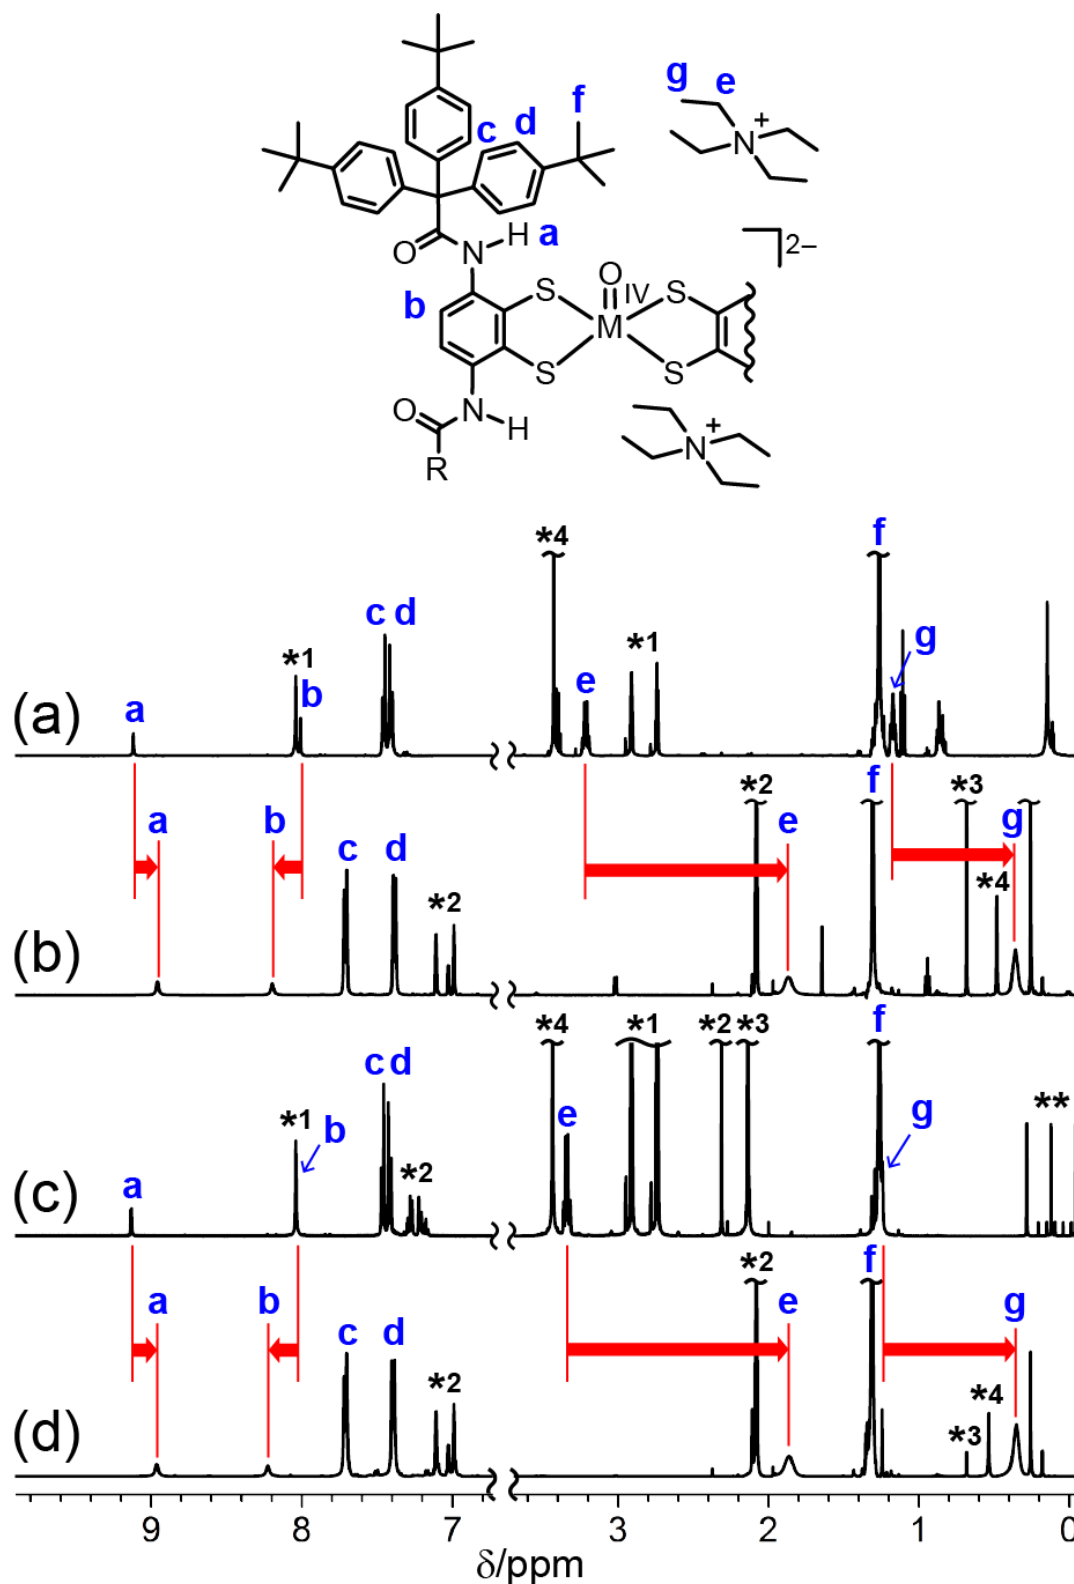 g e
f
c d
N +
O N H a
2–
b S O IV S
M
S S
O N H
N +
R
*4 f
c d
*1 g
b e *1
(a) a
*2 f *3
a b e g
c d
*2 *4
(b)
*4 *1 *2 *3 f
c d
*1 b e g **
*2
(c) a
*2 f
a b e g
c d
*2 *4
*3
(d)
9 8 7 3 2 1 0
δ/ppm